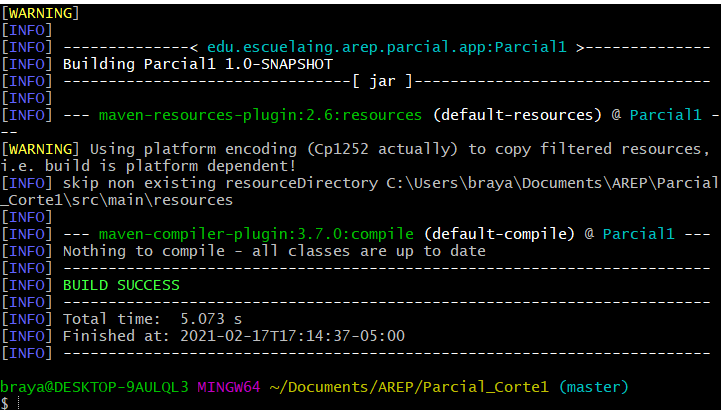 [WARNING]
[INFO]
[INFO] --------------< edu.escuelaing.arep.parcial.app:Parcial1 >--------------
[INFO] Building Parcial1 1.0-SNAPSHOT
[INFO] --------------------------------[ jar ]---------------------------------
[INFO]
[INFO] --- maven-resources-plugin:2.6:resources (default-resources) @ Parcial1 -
--
[WARNING] Using platform encoding (Cp1252 actually) to copy filtered resources,
i.e. build is platform dependent!
[INFO] skip non existing resourceDirectory C:\Users\braya\Documents\AREP\Parcial
_Corte1\src\main\resources
[INFO]
[INFO] --- maven-compiler-plugin:3.7.0:compile (default-compile) @ Parcial1 ---
[INFO] Nothing to compile - all classes are up to date
[INFO] ------------------------------------------------------------------------
[INFO] BUILD SUCCESS
[INFO] ------------------------------------------------------------------------
[INFO] Total time:  5.073 s
[INFO] Finished at: 2021-02-17T17:14:37-05:00
[INFO] ------------------------------------------------------------------------
braya@DESKTOP-9AULQL3 MINGW64 ~/Documents/AREP/Parcial_Corte1 (master)
$